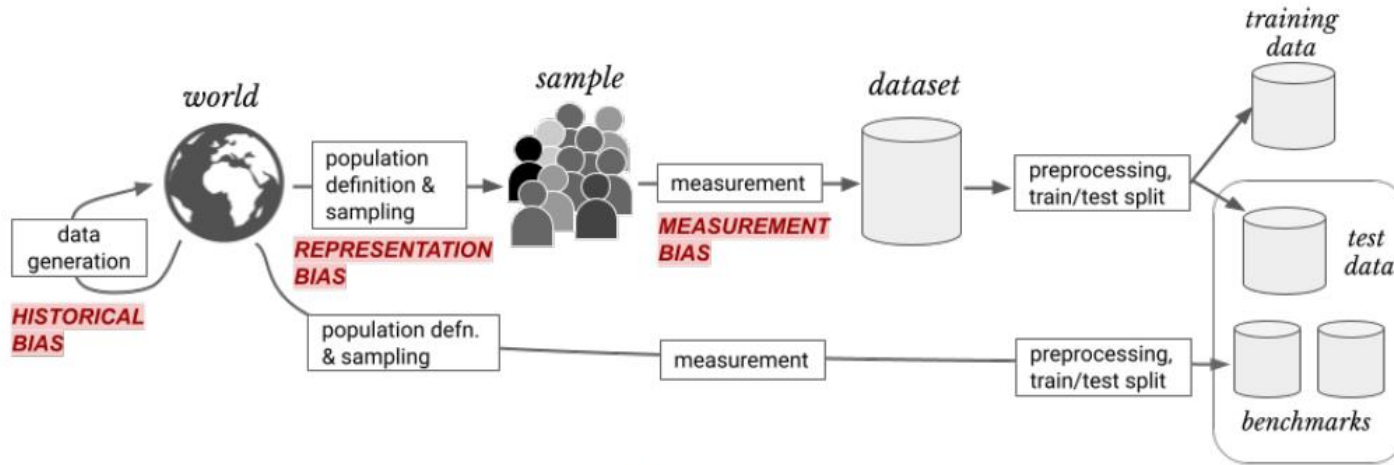 training
data
world
sample
dataset
population
definition &
sampling
measurement
preprocessing,
train/test split
data
generation
REPRESENTATION
BIAS
MEASUREMENT
BIAS
test
data
HISTORICAL
BIAS
population defn.
& sampling
measurement
preprocessing,
train/test split
benchmarks